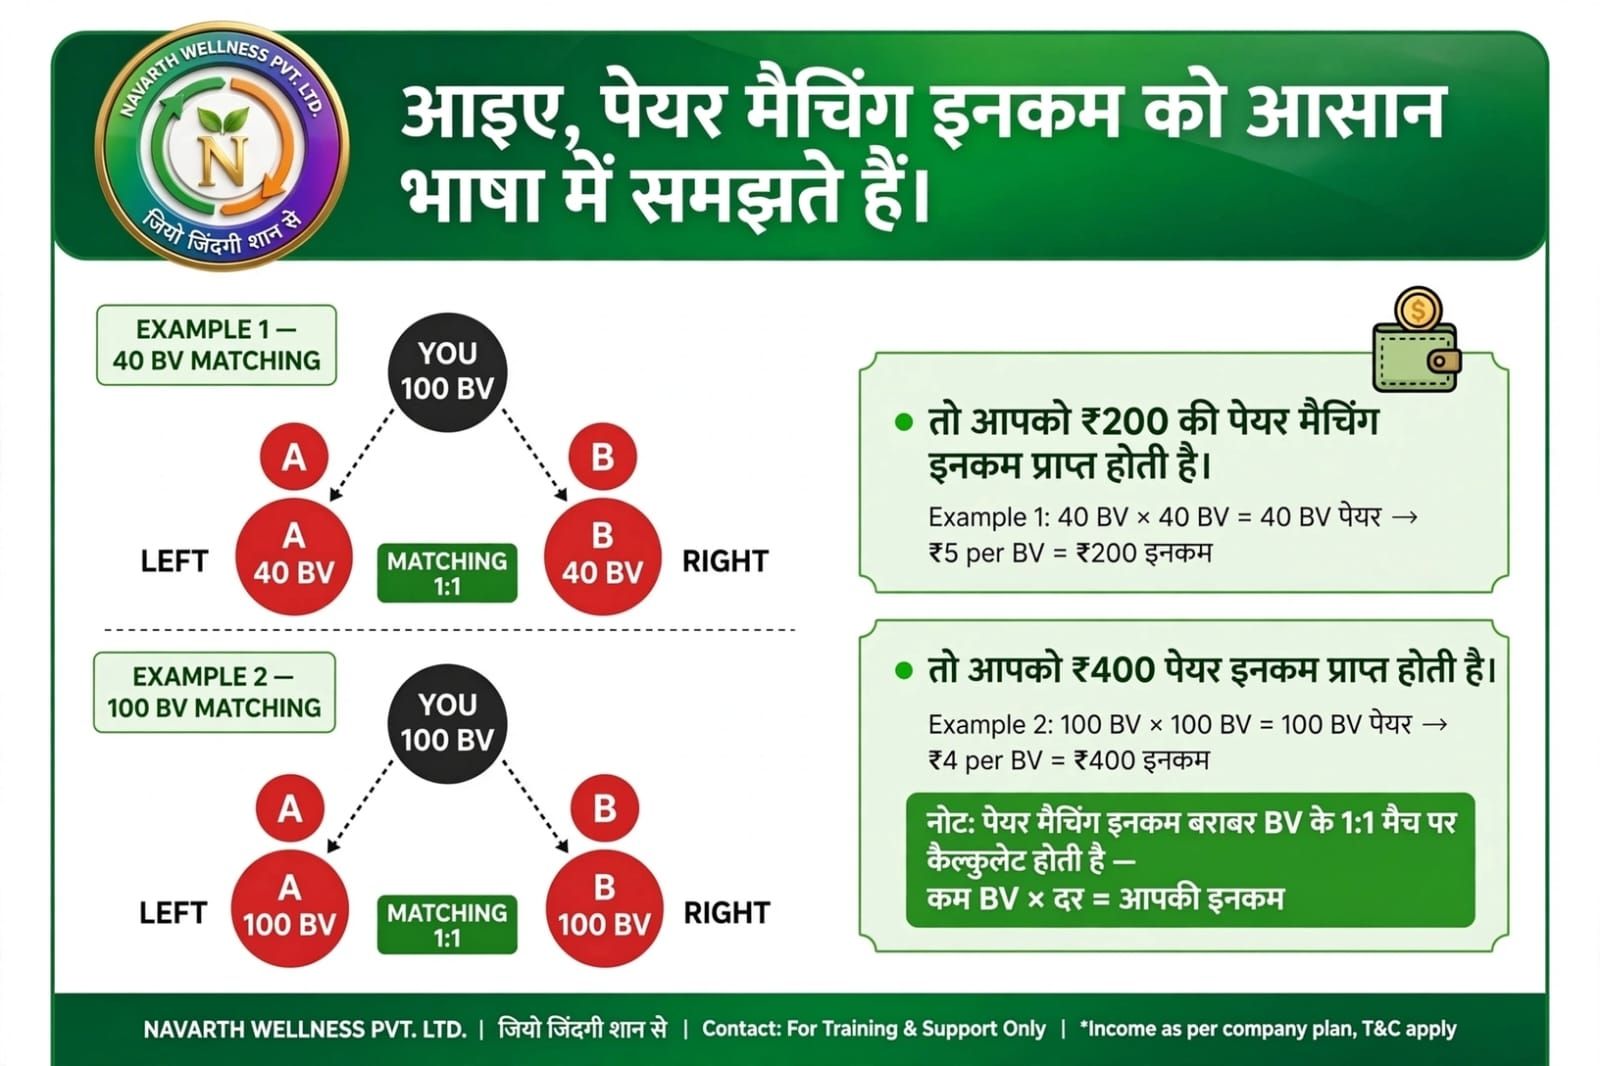 NAVARTH WELLNESS PVT. LTD.
N
जियो जिंदगी शान से
आइए, पेयर मैचिंग इनकम को आसान
भाषा में समझते हैं।
EXAMPLE 1 —
40 BV MATCHING
YOU
100 BV
A
B
LEFT
A
40 BV
MATCHING
1:1
B
40 BV
RIGHT
$
• तो आपको ₹200 की पेयर मैचिंग
इनकम प्राप्त होती है।
Example 1: 40 BV × 40 BV = 40 BV पेयर →
₹5 per BV = ₹200 इनकम
EXAMPLE 2 —
100 BV MATCHING
YOU
100 BV
A
B
LEFT
A
100 BV
MATCHING
1:1
B
100 BV
RIGHT
• तो आपको ₹400 पेयर इनकम प्राप्त होती है।
Example 2: 100 BV × 100 BV = 100 BV पेयर →
₹4 per BV = ₹400 इनकम
नोट: पेयर मैचिंग इनकम बराबर BV के 1:1 मैच पर
कैल्कुलेट होती है —
कम BV × दर = आपकी इनकम
NAVARTH WELLNESS PVT. LTD. | जियो जिंदगी शान से | Contact: For Training & Support Only | *Income as per company plan, T&C apply